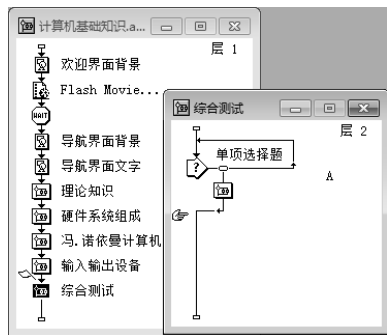 计算机基础知识.a...
层 1
欢迎界面背景
Flash Movie...
WAIT
导航界面背景
导航界面文字
理论知识
硬件系统组成
冯.诺依曼计算机
输入输出设备
综合测试
综合测试
层 2
单项选择题
?
A